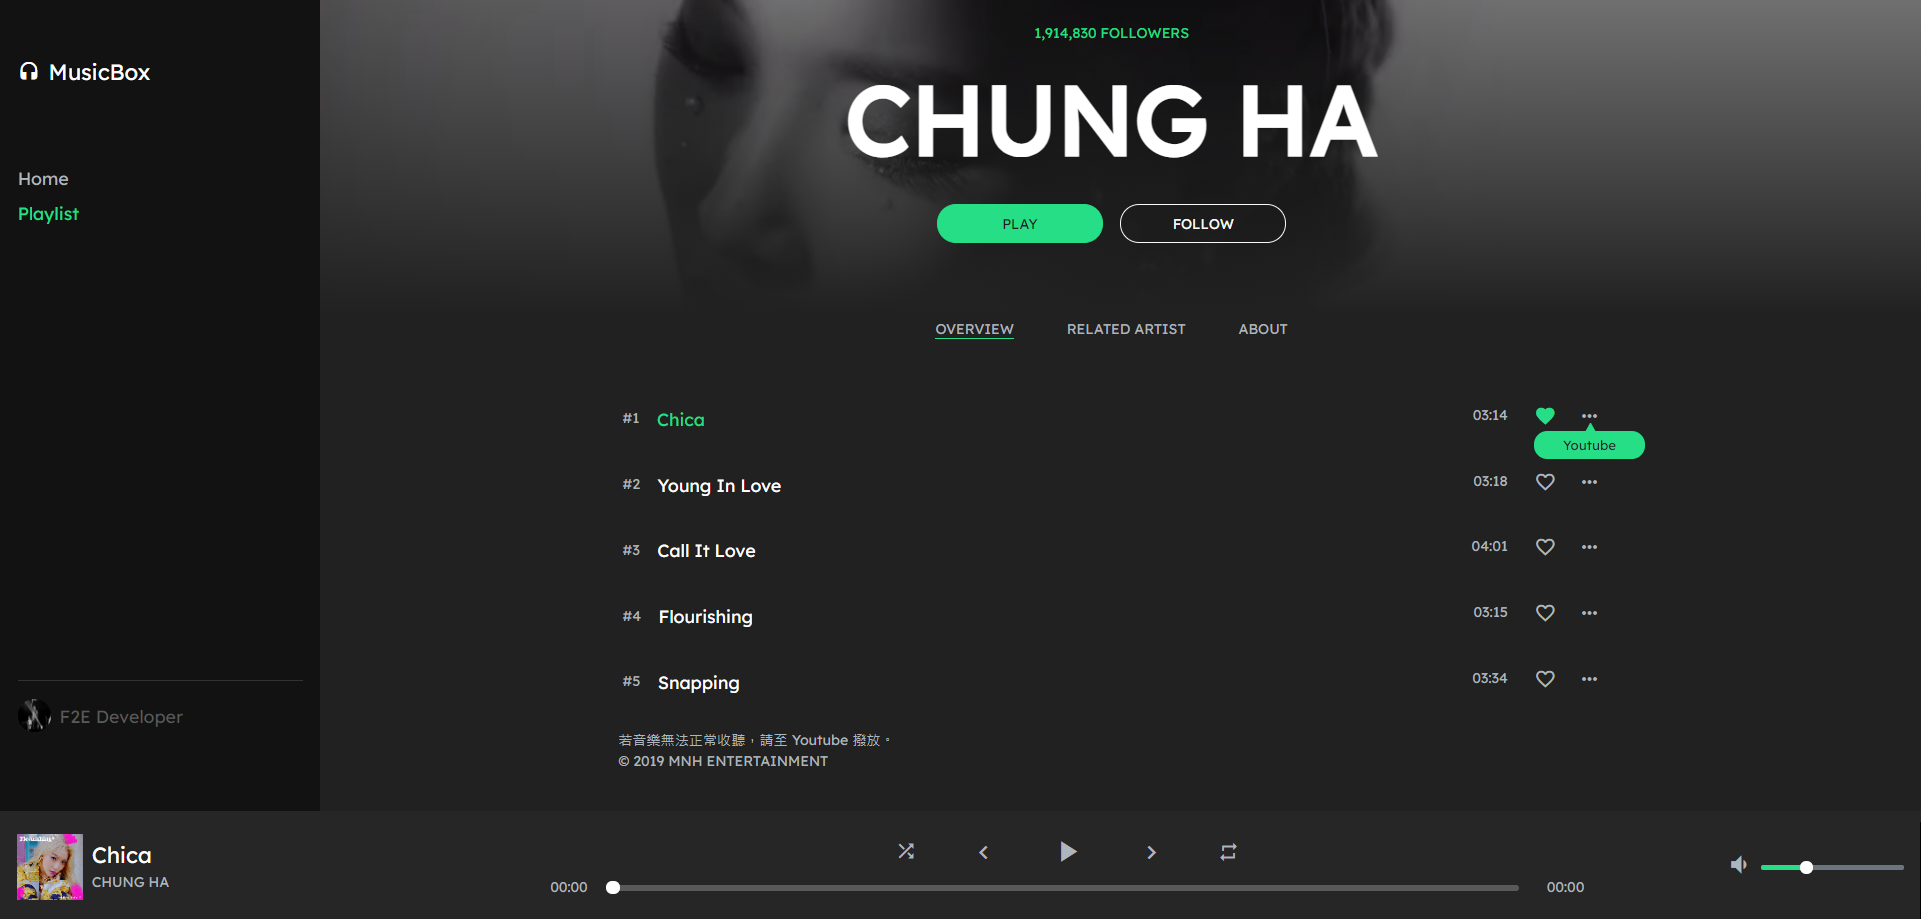 MusicBox
Home
Playlist
F2E Developer
1,914,830 FOLLOWERS
CHUNG HA
PLAY
FOLLOW
OVERVIEW
RELATED ARTIST
ABOUT
#1 Chica 03:14
Youtube
#2 Young In Love 03:18
#3 Call It Love 04:01
#4 Flourishing 03:15
#5 Snapping 03:34
若音樂無法正常收聽，請至 Youtube 撥放。
© 2019 MNH ENTERTAINMENT
Chica
CHUNG HA
00:00
00:00